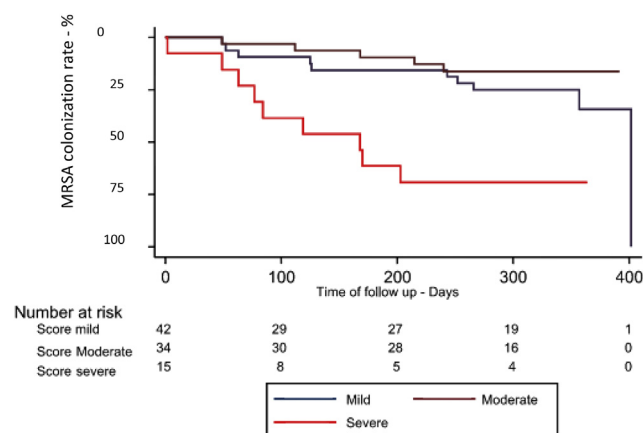 MRSA colonization rate - %
0
25
50
75
100
0 100 200 300 400
Time of follow up - Days
Number at risk
Score mild 42 29 27 19 1
Score Moderate 34 30 28 16 0
Score severe 15 8 5 4 0
Mild Moderate
Severe